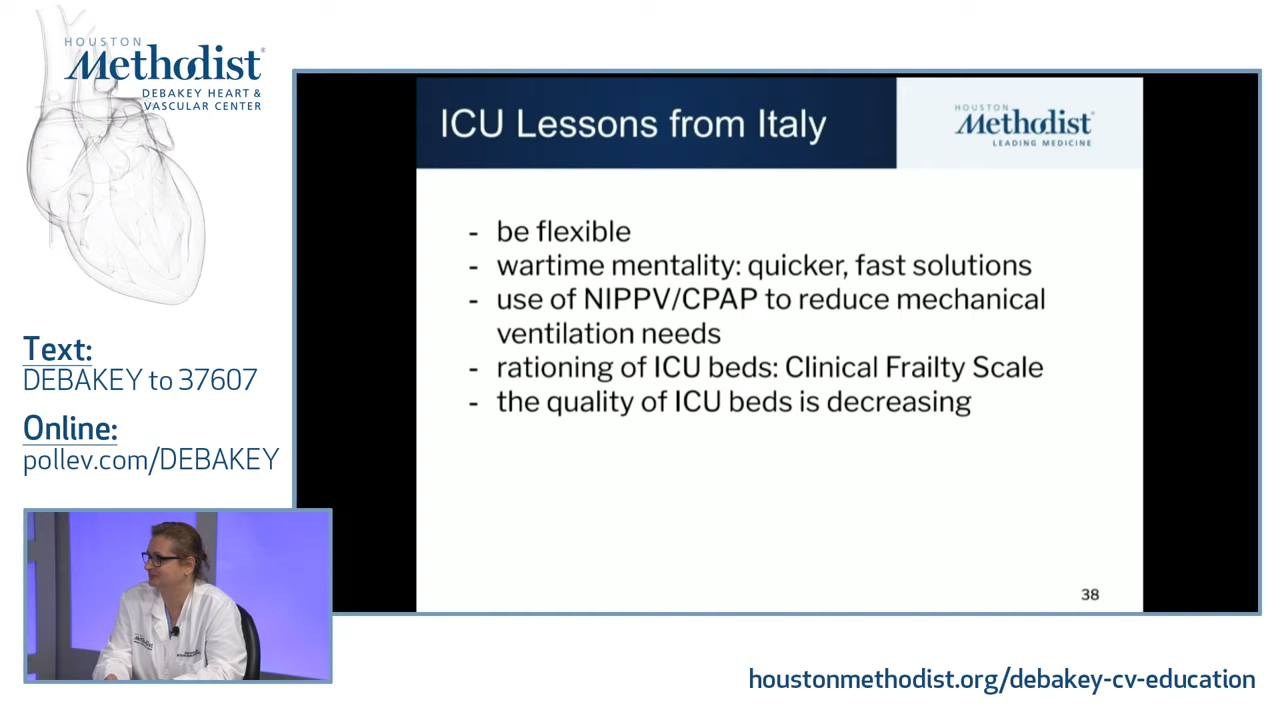 HOUSTON
Methodist
DEBAKEY HEART &
VASCULAR CENTER
Text:
DEBAKEY to 37607
Online:
pollev.com/DEBAKEY
ICU Lessons from Italy
HOUSTON
Methodist
LEADING MEDICINE
- be flexible
- wartime mentality: quicker, fast solutions
- use of NIPPV/CPAP to reduce mechanical
ventilation needs
- rationing of ICU beds: Clinical Frailty Scale
- the quality of ICU beds is decreasing
38
Methodist
houstonmethodist.org/debakey-cv-education